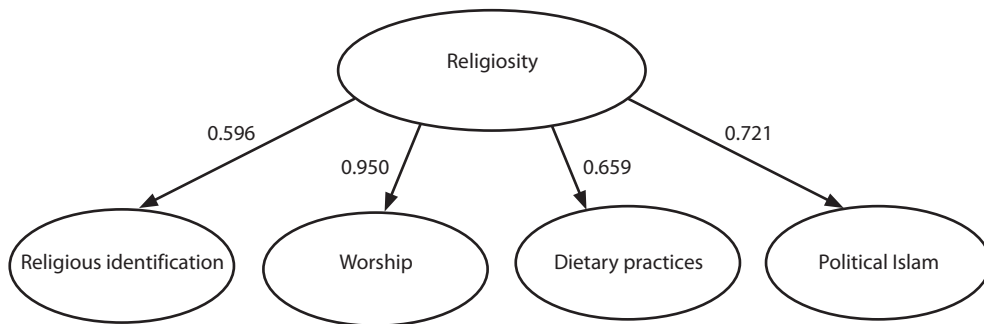 Religiosity
0.596
0.950
0.659
0.721
Religious identification
Worship
Dietary practices
Political Islam